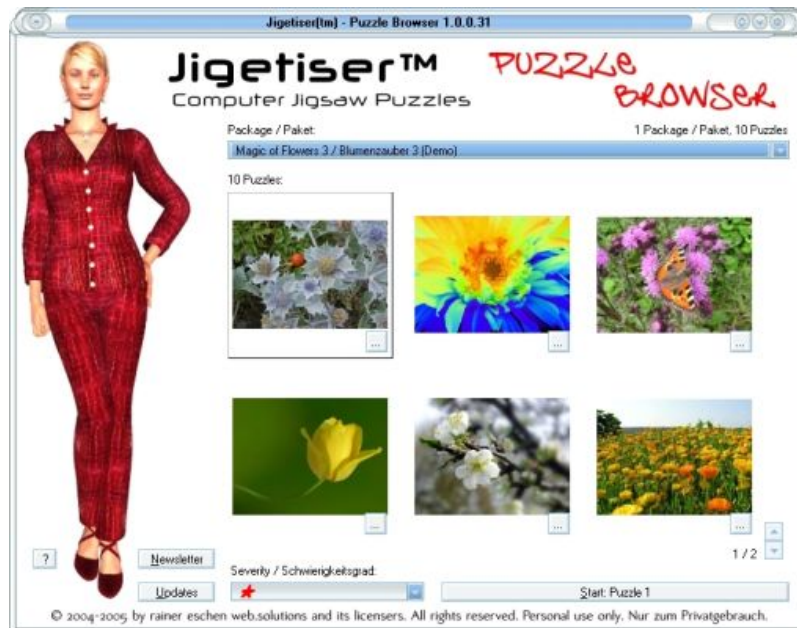 Jigetiser[tm] - Puzzle Browser 1.0.0.31
Jigetiser™
Computer Jigsaw Puzzles
PUZZLE
BROWSER
Package / Paket:
1 Package / Paket, 10 Puzzles
Magic of Flowers 3 / Blumenzauber 3 (Demo)
10 Puzzles:
...
...
...
...
...
...
1 / 2
?
Newsletter
Severity / Schwierigkeitsgrad:
Updates
Start: Puzzle 1
© 2004-2005 by rainer eschen web.solutions and its licensers. All rights reserved. Personal use only. Nur zum Privatgebrauch.